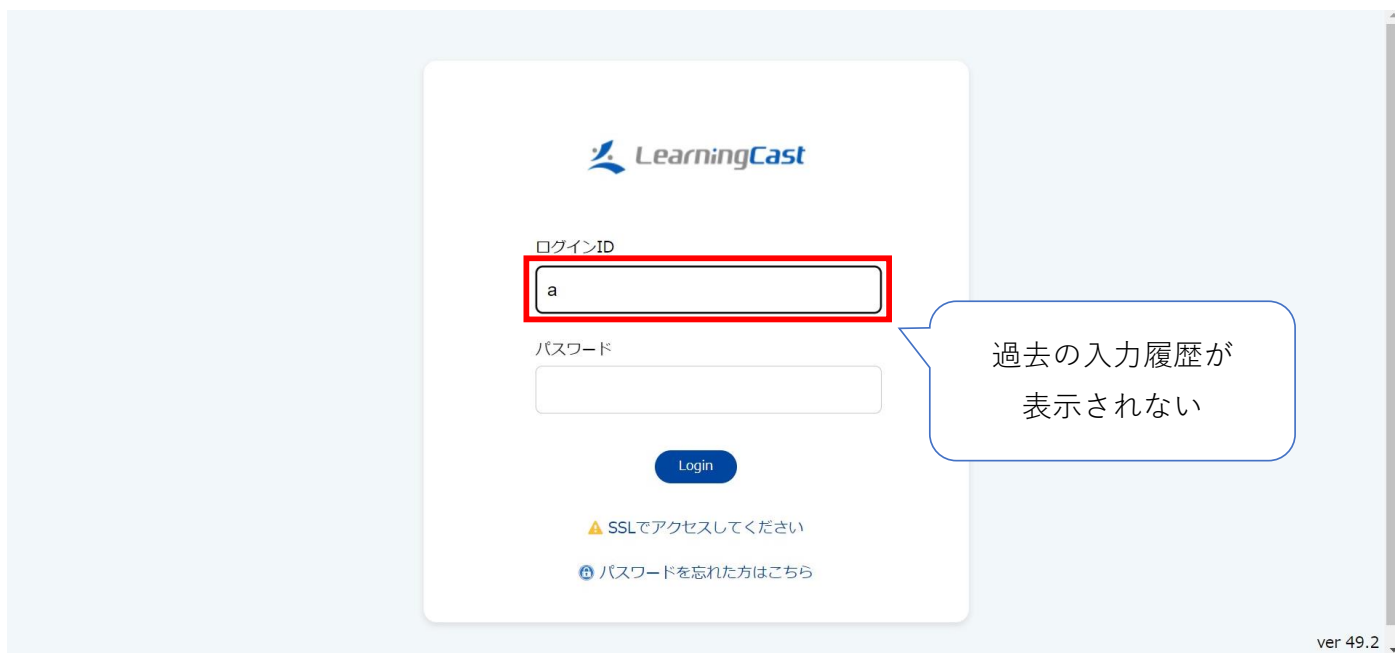 LearningCast
ログインID
a
過去の入力履歴が
表示されない
パスワード
Login
SSLでアクセスしてください
パスワードを忘れた方はこちら
ver 49.2